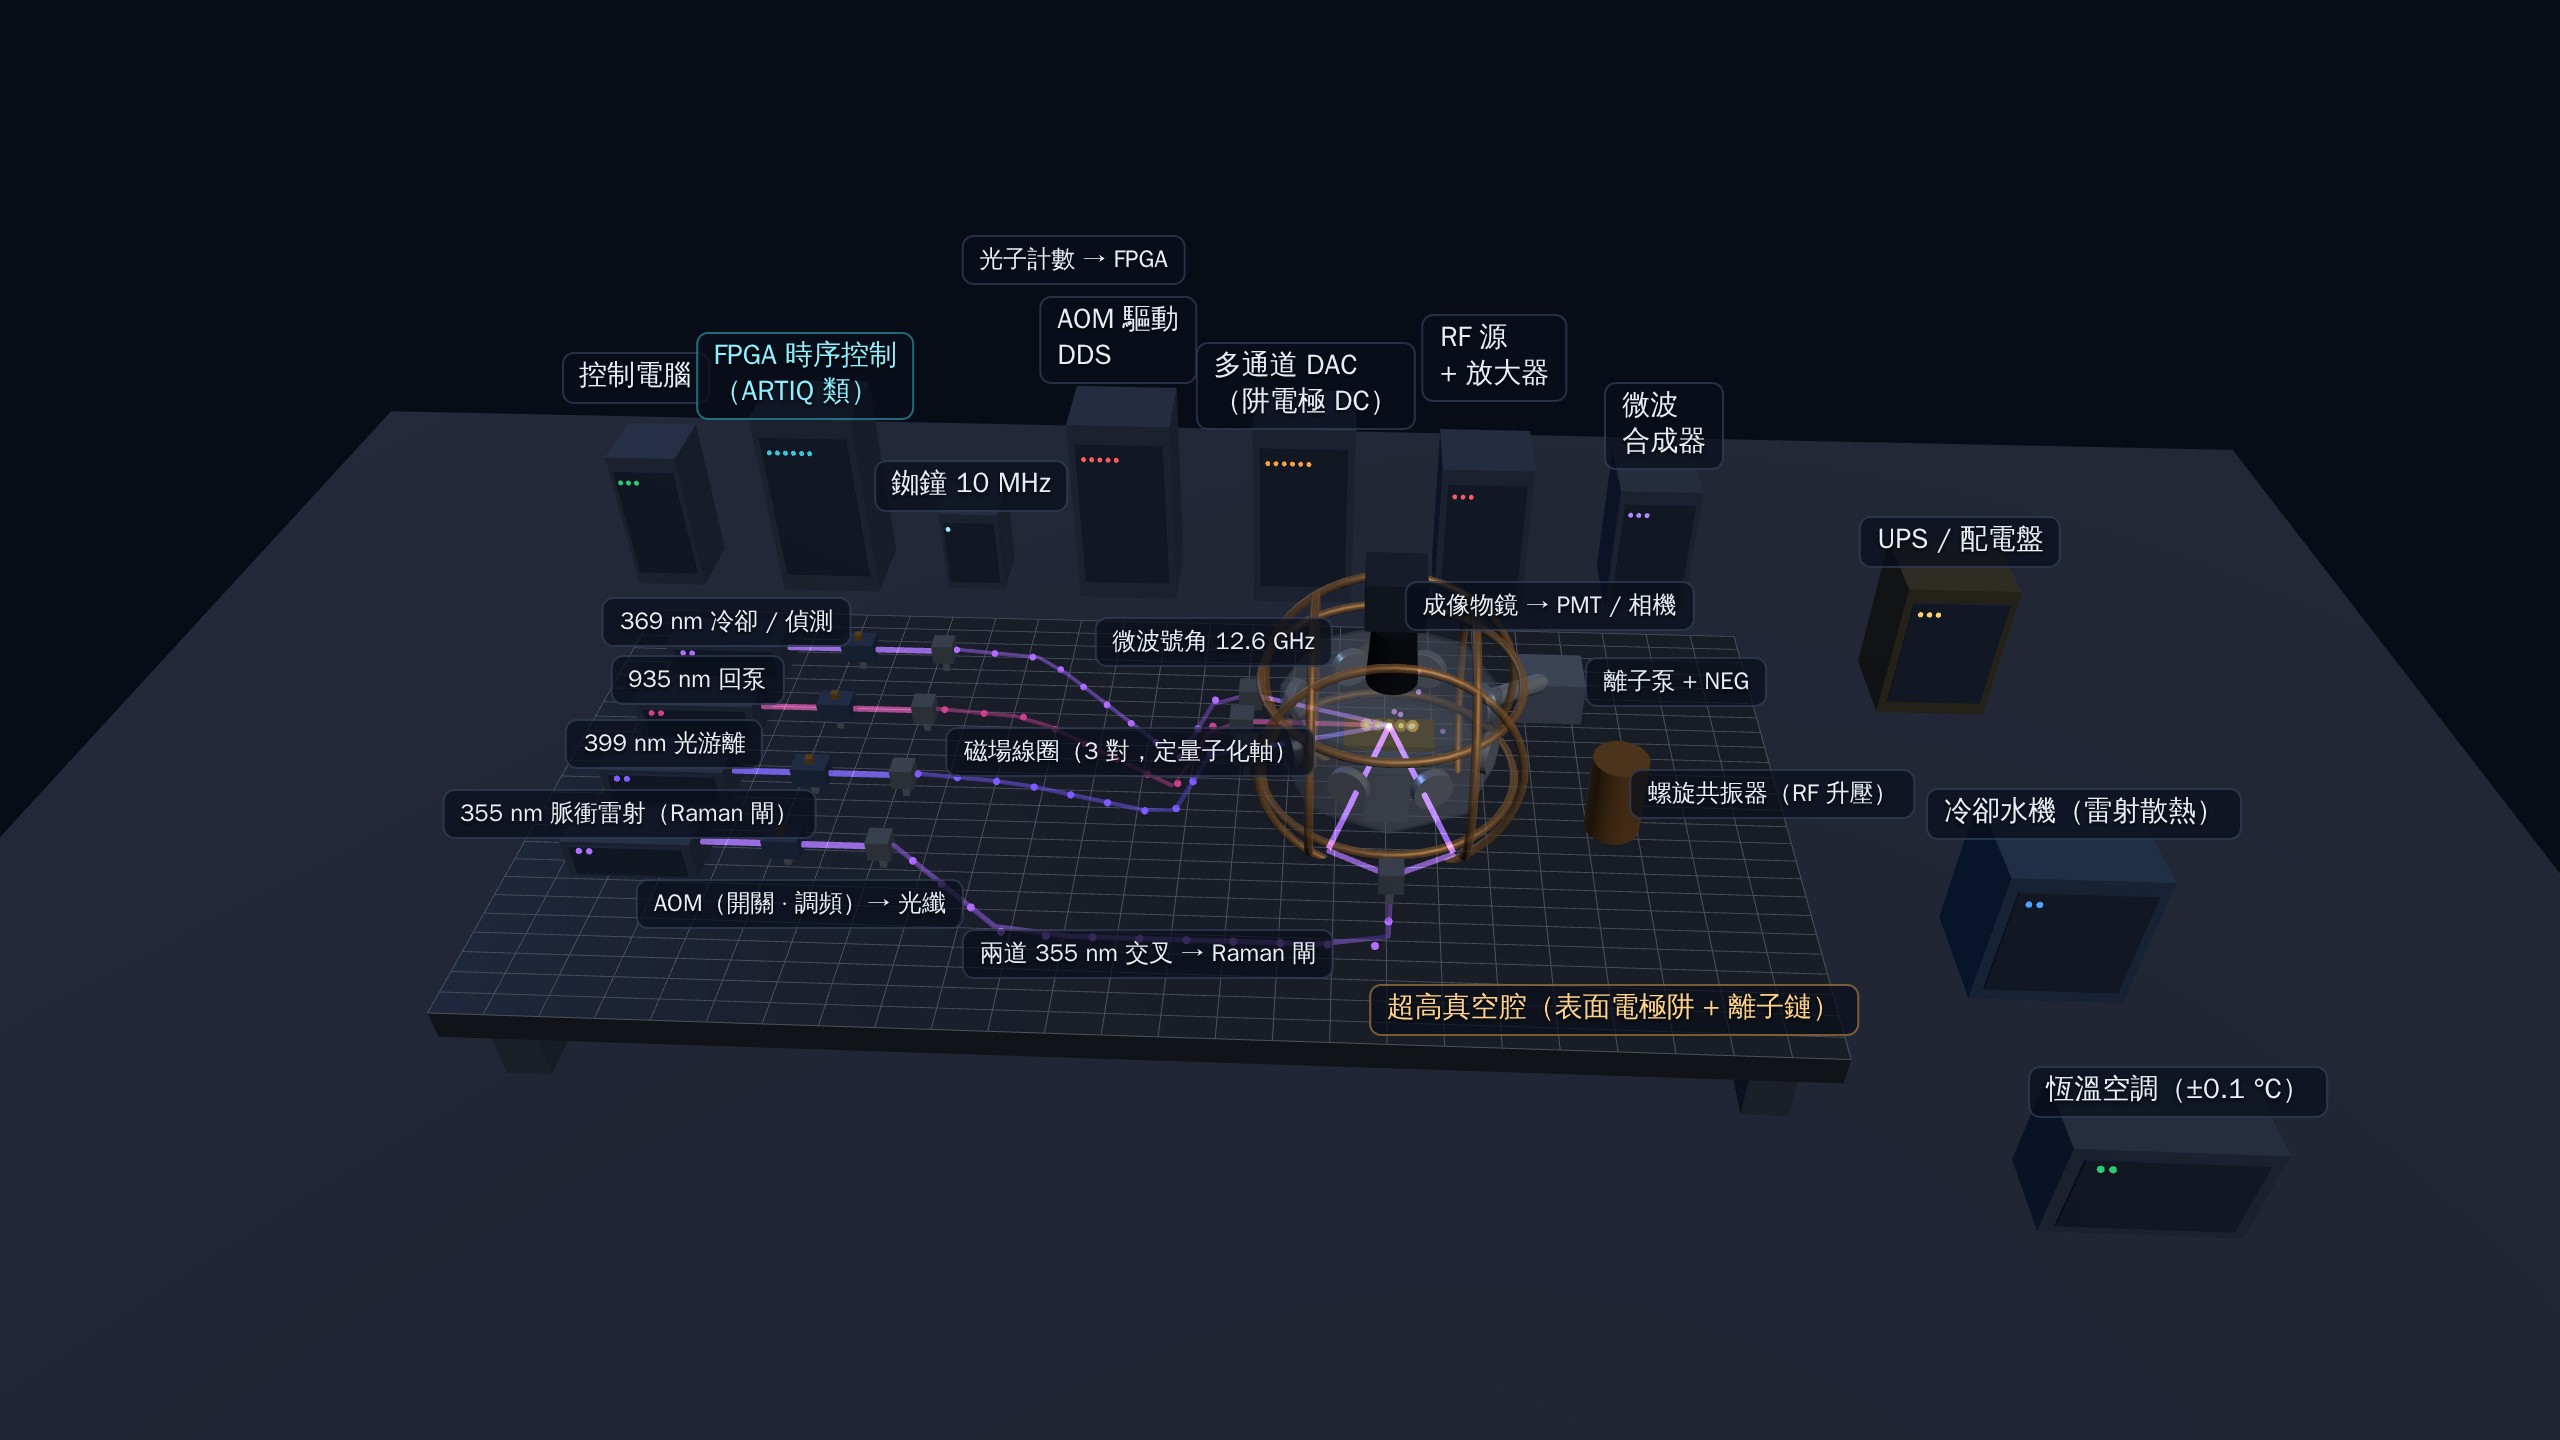 光子計數 → FPGA
AOM 驅動
DDS
RF 源
+ 放大器
控制電腦
FPGA 時序控制
（ARTIQ 類）
多通道 DAC
（阱電極 DC）
微波
合成器
銣鐘 10 MHz
UPS / 配電盤
369 nm 冷卻 / 偵測
微波號角 12.6 GHz
成像物鏡 → PMT / 相機
935 nm 回泵
離子泵 + NEG
399 nm 光游離
磁場線圈（3 對，定量子化軸）
355 nm 脈衝雷射（Raman 閘）
螺旋共振器（RF 升壓）
冷卻水機（雷射散熱）
AOM（開關 · 調頻）→ 光纖
兩道 355 nm 交叉 → Raman 閘
超高真空腔（表面電極阱 + 離子鏈）
恆溫空調（±0.1 °C）